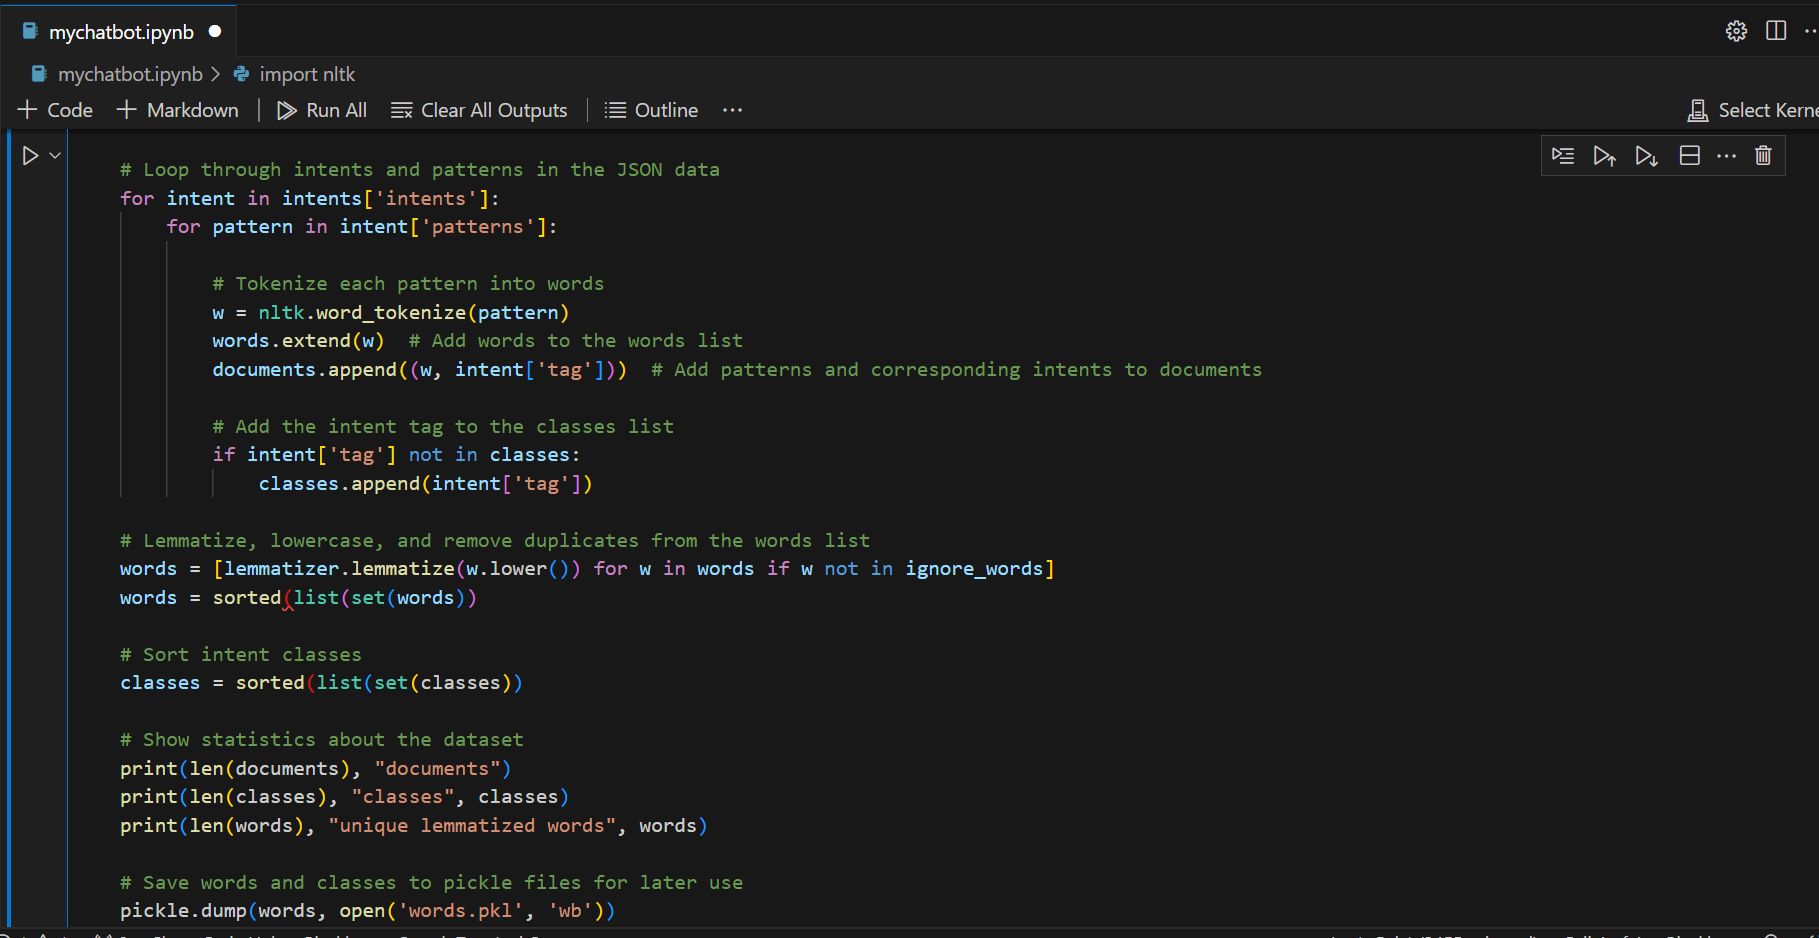 mychatbot.ipynb
mychatbot.ipynb > import nltk
+ Code + Markdown | Run All Clear All Outputs | Outline ... Select
# Loop through intents and patterns in the JSON data
for intent in intents['intents']:
    for pattern in intent['patterns']:
        # Tokenize each pattern into words
        w = nltk.word_tokenize(pattern)
        words.extend(w)  # Add words to the words list
        documents.append((w, intent['tag']))  # Add patterns and corresponding intents to documents
        # Add the intent tag to the classes list
        if intent['tag'] not in classes:
            classes.append(intent['tag'])
# Lemmatize, lowercase, and remove duplicates from the words list
words = [lemmatizer.lemmatize(w.lower()) for w in words if w not in ignore_words]
words = sorted(list(set(words))
# Sort intent classes
classes = sorted(list(set(classes))
# Show statistics about the dataset
print(len(documents), "documents")
print(len(classes), "classes", classes)
print(len(words), "unique lemmatized words", words)
# Save words and classes to pickle files for later use
pickle.dump(words, open('words.pkl', 'wb'))